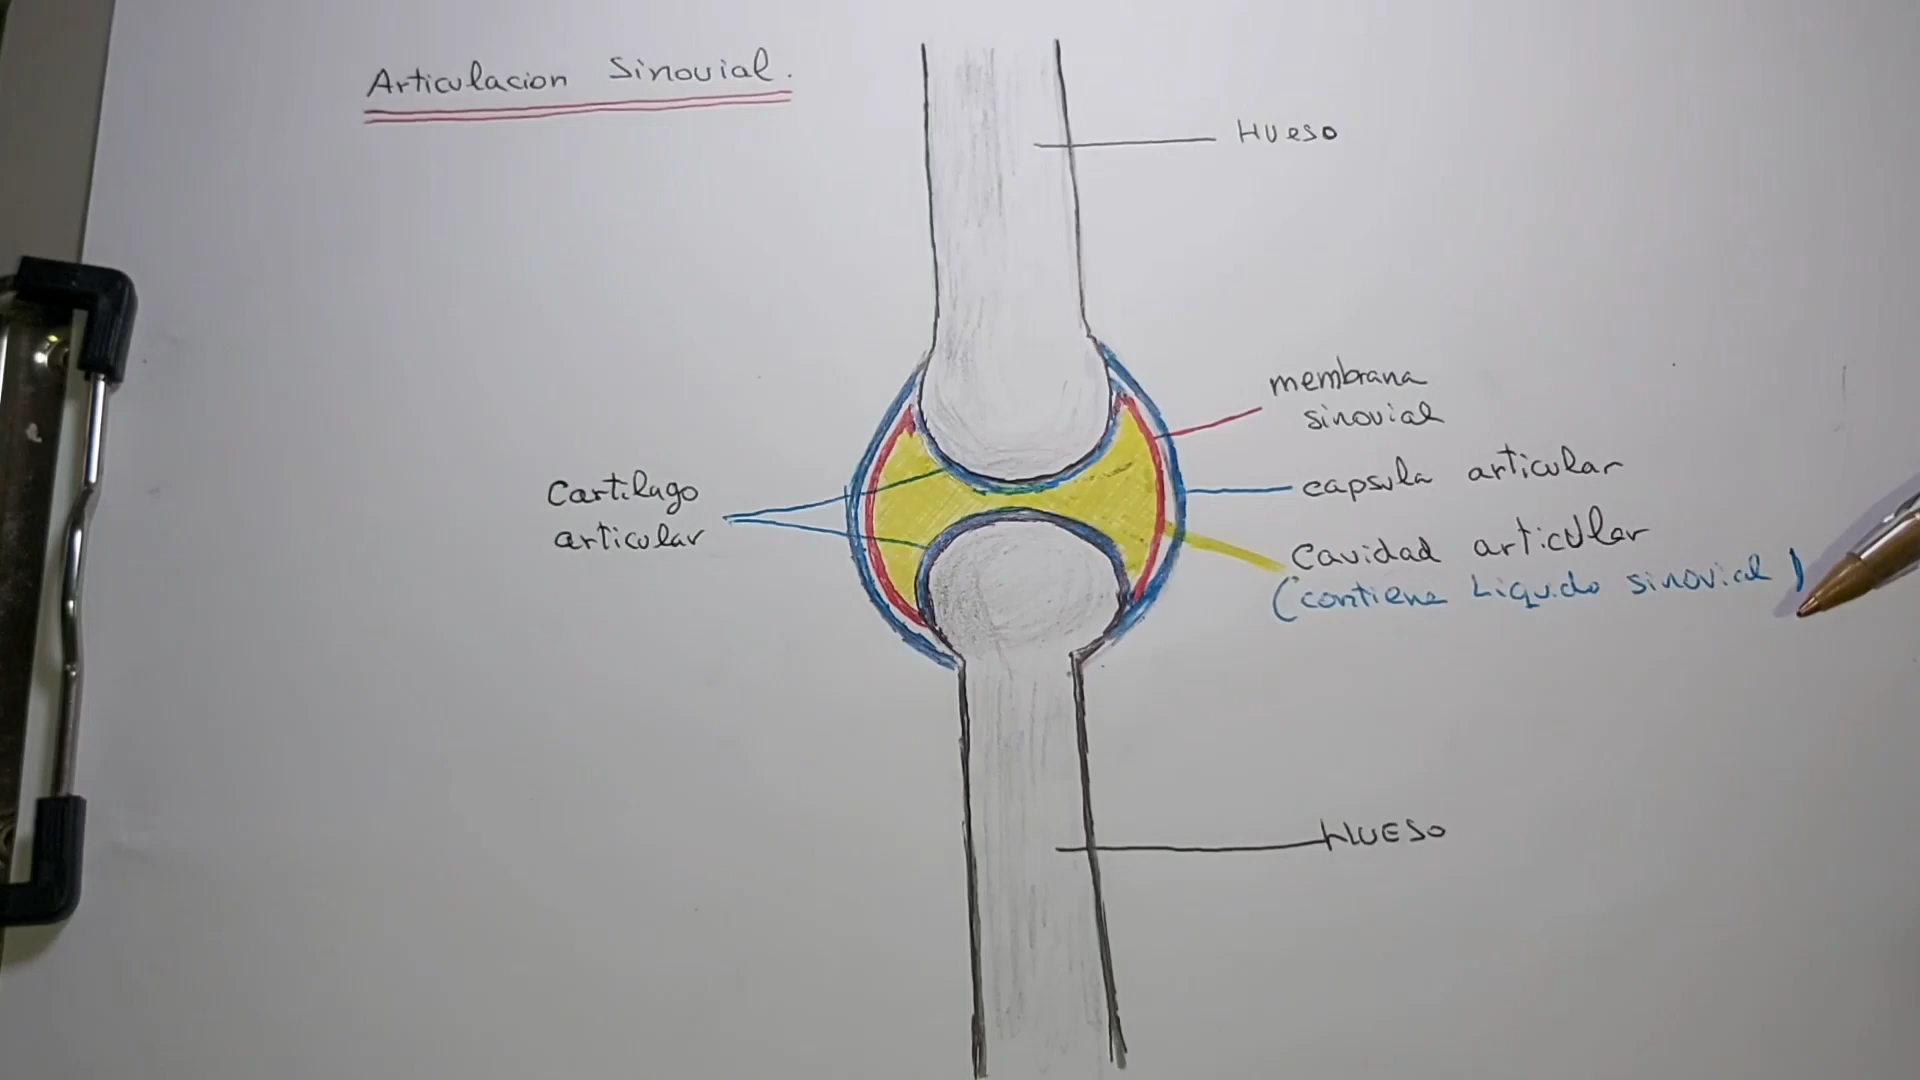 Articulacion Sinovial.
Hueso
membrana
sinovial
capsula articular
Cartilago
articular
Cavidad articular
(contiene Liquido sinovial)
HUESO